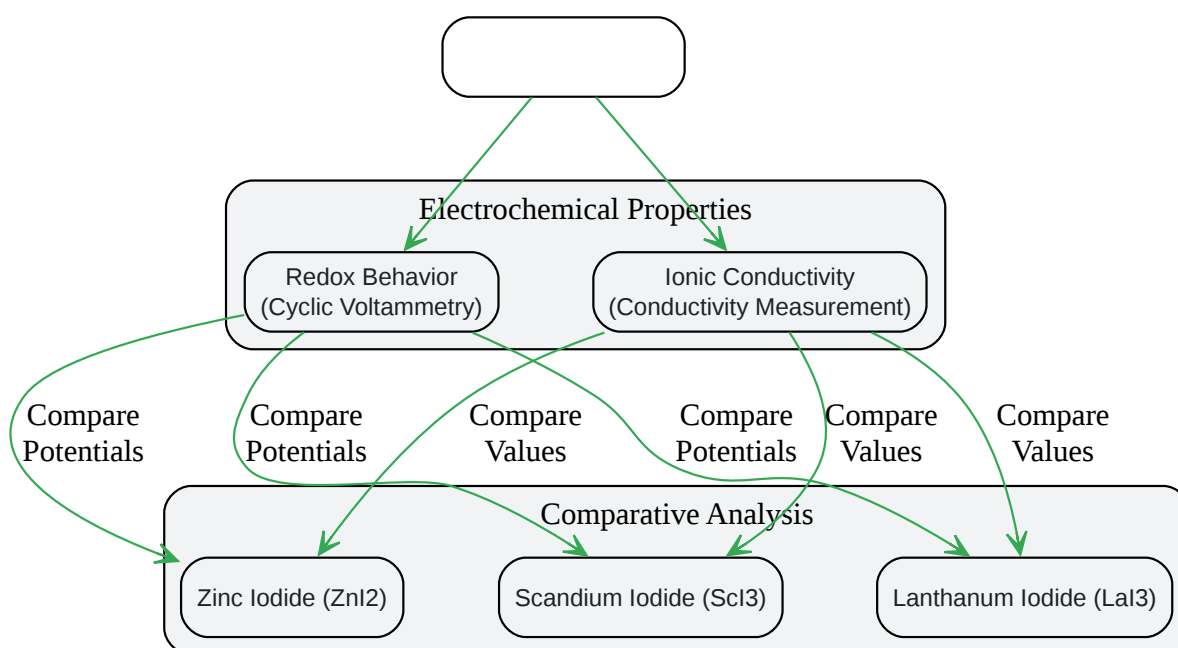 Electrochemical Properties
Redox Behavior
(Cyclic Voltammetry)
Ionic Conductivity
(Conductivity Measurement)
Compare
Potentials
Compare
Potentials
Compare
Values
Compare
Potentials
Compare
Values
Compare
Values
Comparative Analysis
Zinc Iodide (ZnI2)
Scandium Iodide (ScI3)
Lanthanum Iodide (LaI3)